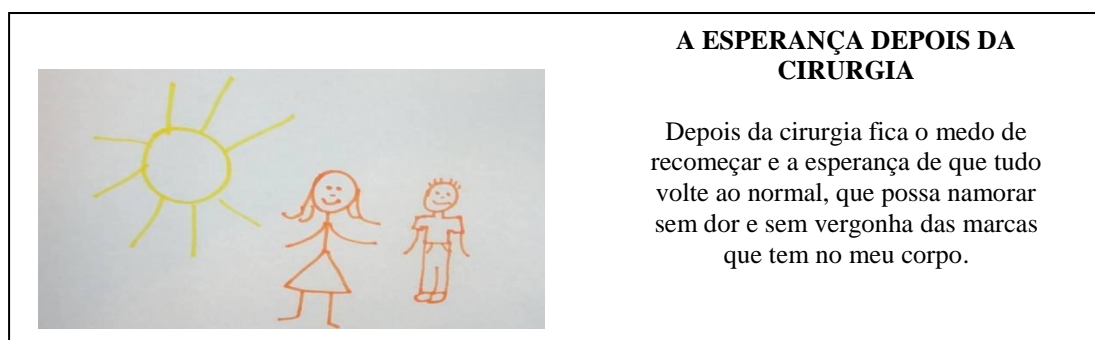 A ESPERANÇA DEPOIS DA
CIRURGIA
Depois da cirurgia fica o medo de
recomeçar e a esperança de que tudo
volte ao normal, que possa namorar
sem dor e sem vergonha das marcas
que tem no meu corpo.